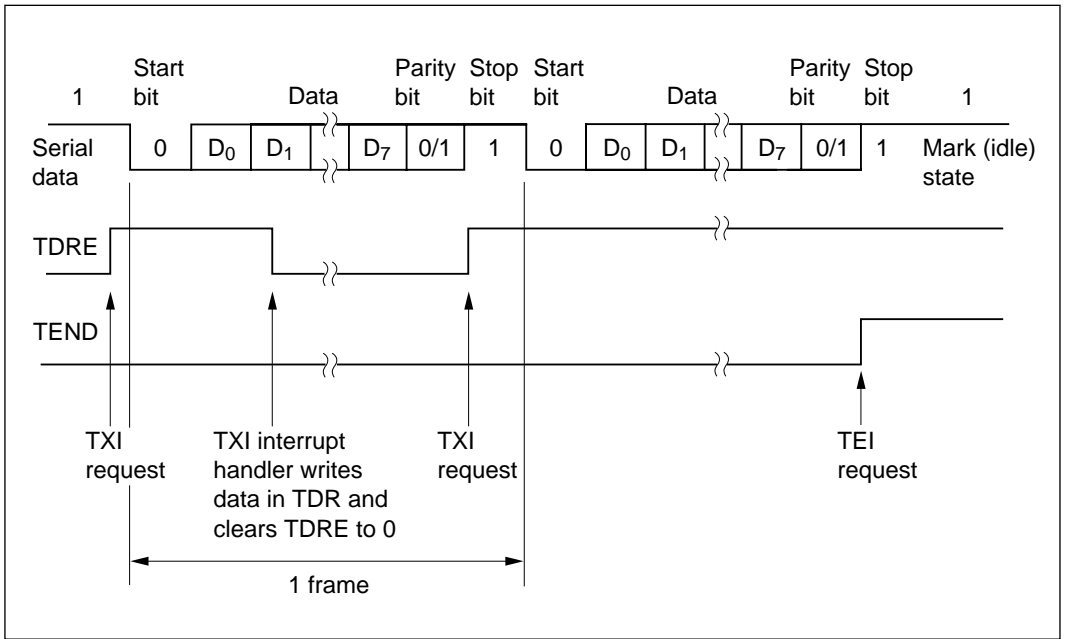 Start Parity Stop Start Parity Stop
1 bit Data bit bit bit Data bit bit 1
Serial data 0 D₀ D₁ D₇ 0/1 1 0 D₀ D₁ D₇ 0/1 1 Mark (idle) state
TDRE
TEND
TXI request
TXI interrupt
handler writes
data in TDR and
clears TDRE to 0
TXI request
TEI request
1 frame